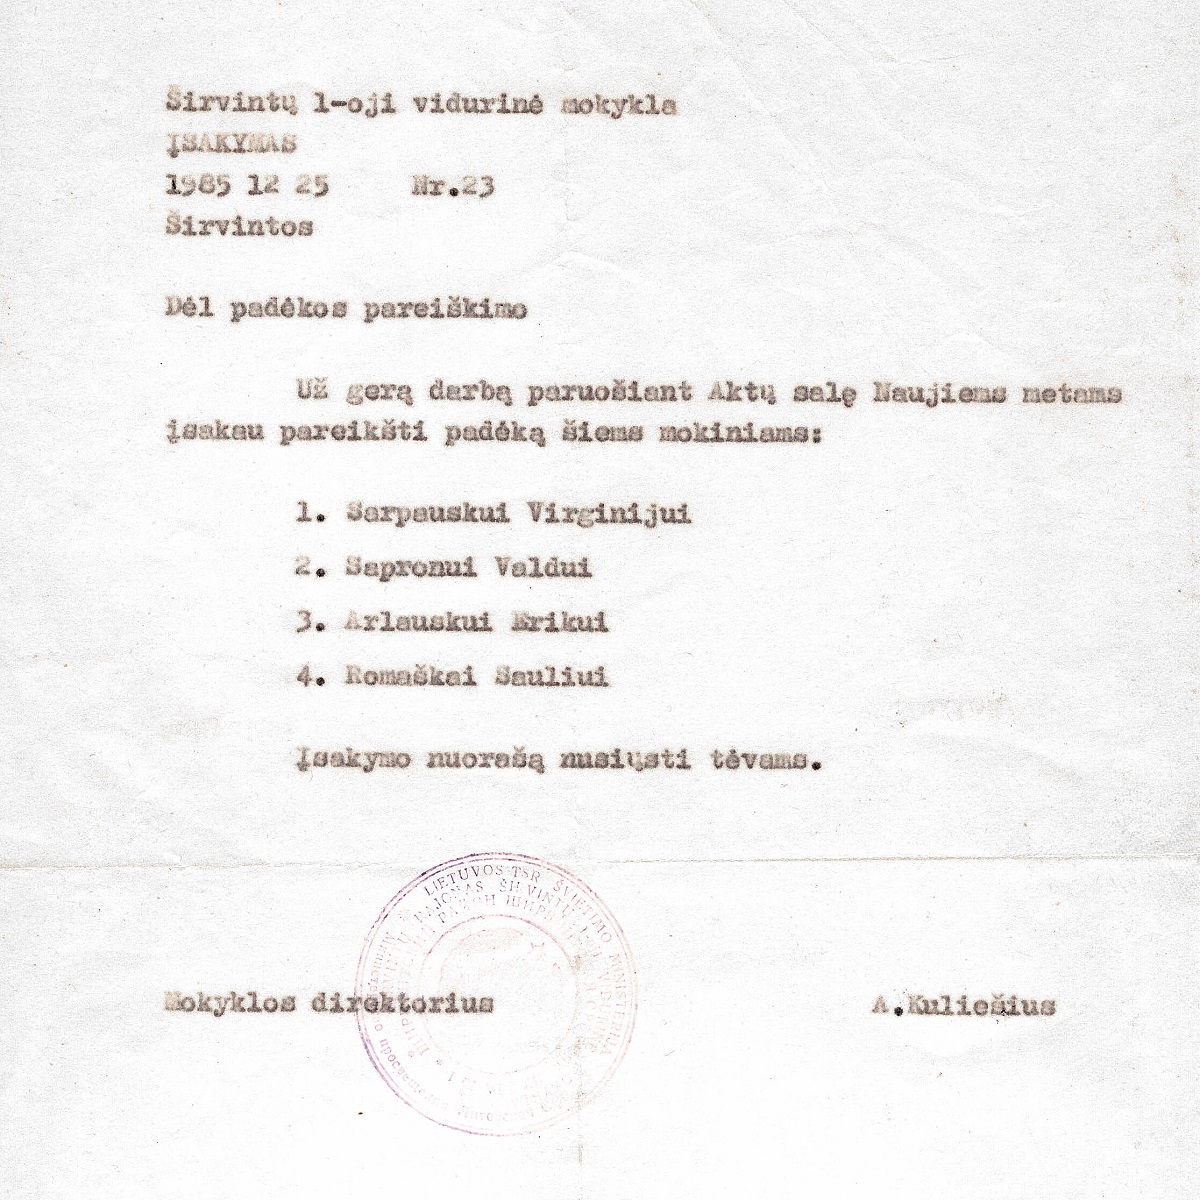 Širvintų 1-oji vidurinė mokykla
ĮSAKYMAS
1985 12 25 Nr.23
Širvintos
Dėl padėkos pareiškimo
Už gerą darbą paruošiant Aktų salę Naujiems metams
įsakau pareikšti padėką šiems mokiniams:
1. Sarpauskui Virginijui
2. Sapronui Valdui
3. Arlauskui Erikui
4. Romaškai Sauliui
Įsakymo nuorašą nusiųsti tėvams.
LIETUVOS TSR ŠVIETIMO MINISTERIJA
RAJONAS ŠIRVINTŲ
Mokyklos direktorius A.Kuliešius